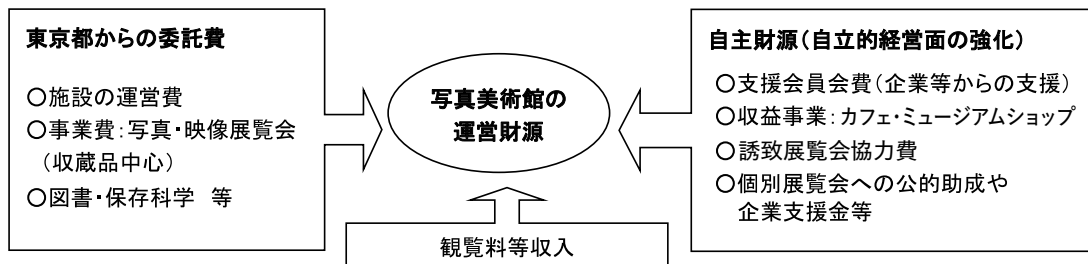 東京都からの委託費
○施設の運営費
○事業費：写真・映像展覧会
（収蔵品中心）
○図書・保存科学　等
写真美術館の
運営財源
自主財源（自立的経営面の強化）
○支援会員会費（企業等からの支援）
○収益事業：カフェ・ミュージアムショップ
○誘致展覧会協力費
○個別展覧会への公的助成や
企業支援金等
観覧料等収入